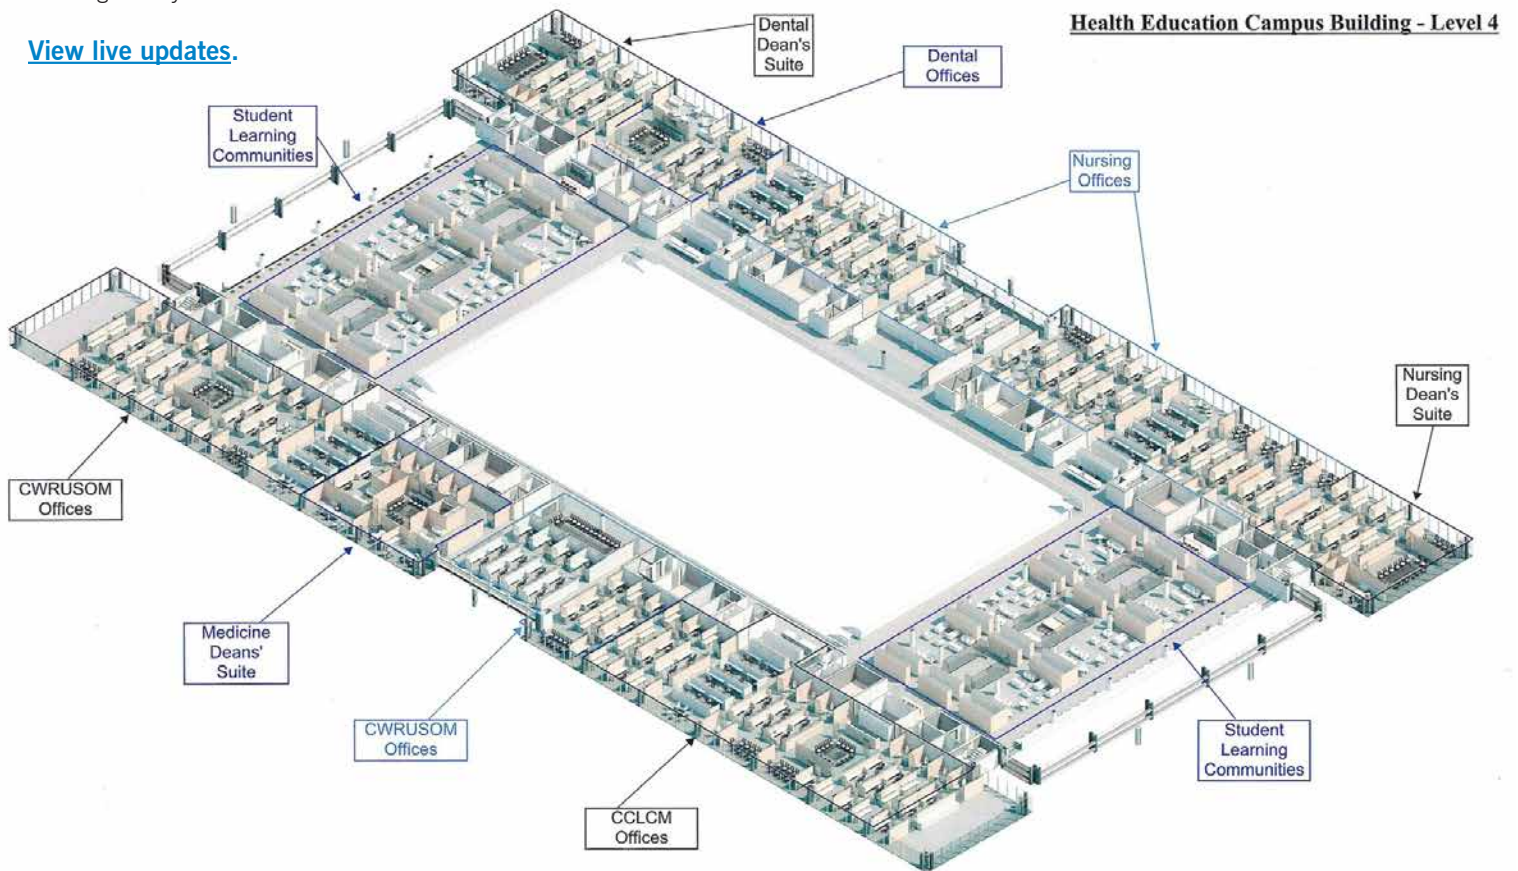 View live updates.
Health Education Campus Building - Level 4
Dental
Dean's
Suite
Dental
Offices
Student
Learning
Communities
Nursing
Offices
Nursing
Dean's
Suite
CWRUSOM
Offices
Medicine
Deans'
Suite
CWRUSOM
Offices
Student
Learning
Communities
CCLCM
Offices